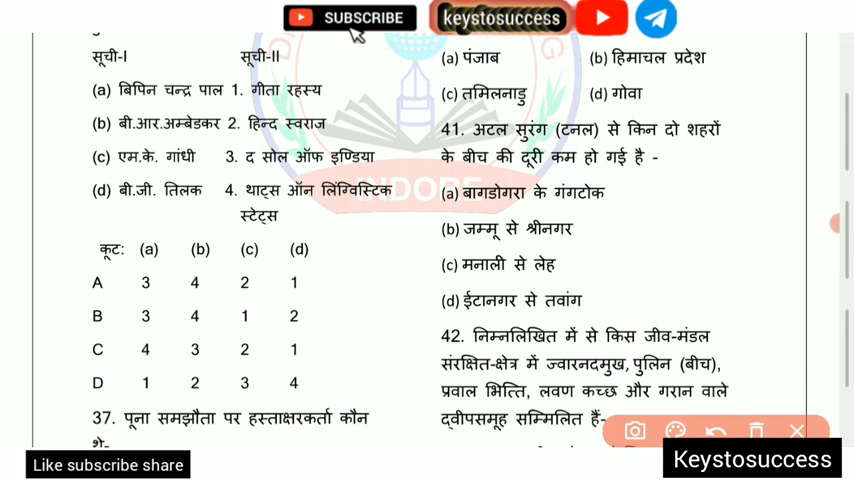 SUBSCRIBE
keystosuccess
सूची-I सूची-II
(a) बिपिन चन्द्र पाल 1. गीता रहस्य
(b) बी.आर.अम्बेडकर 2. हिन्द स्वराज
(c) एम.के. गांधी 3. द सोल ऑफ इण्डिया
(d) बी.जी. तिलक 4. थाट्स ऑन लिंग्विस्टिक
स्टेट्स
कूट: (a) (b) (c) (d)
A 3 4 2 1
B 3 4 1 2
C 4 3 2 1
D 1 2 3 4
37. पूना समझौता पर हस्ताक्षरकर्ता कौन
थे-
(a) पंजाब (b) हिमाचल प्रदेश
(c) तमिलनाडु (d) गोवा
41. अटल सुरंग (टनल) से किन दो शहरों
के बीच की दूरी कम हो गई है -
(a) बागडोगरा के गंगटोक
(b) जम्मू से श्रीनगर
(c) मनाली से लेह
(d) ईटानगर से तवांग
42. निम्नलिखित में से किस जीव-मंडल
संरक्षित-क्षेत्र में ज्वारनदमुख, पुलिन (बीच),
प्रवाल भित्ति, लवण कच्छ और गरान वाले
द्वीपसमूह सम्मिलित हैं-
INDORE
Like subscribe share
Keystosuccess